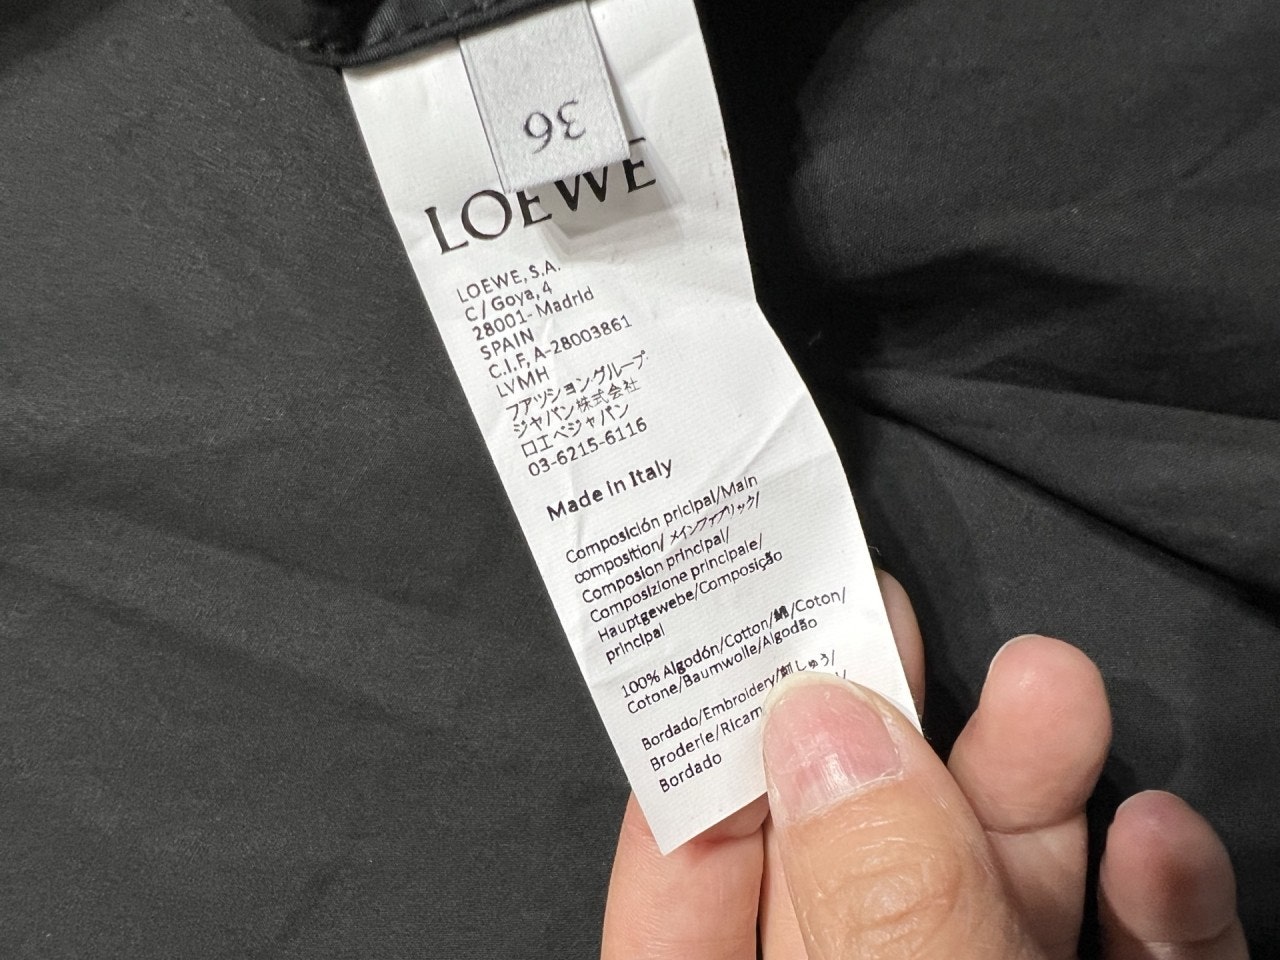 36
LOEWE
LOEWE, S.A.
C/Goya, 4
28001- Madrid
SPAIN
C.I.F, A-28003861
LVMH
ファツション・グループ・
ジャパン株式会社
ロエベジャパン
03-6215-6116
Made in Italy
Composición pricipal/Main
composition/ メインファブリック/
Composion principal/
Composizione principale/
Hauptgewebe/Composição
principal
100% Algodón/Cotton/綿/Coton/
Cotone/Baumwolle/Algodão
Bordado/Embroidery/刺しゅう/
Broderie/
Bordado